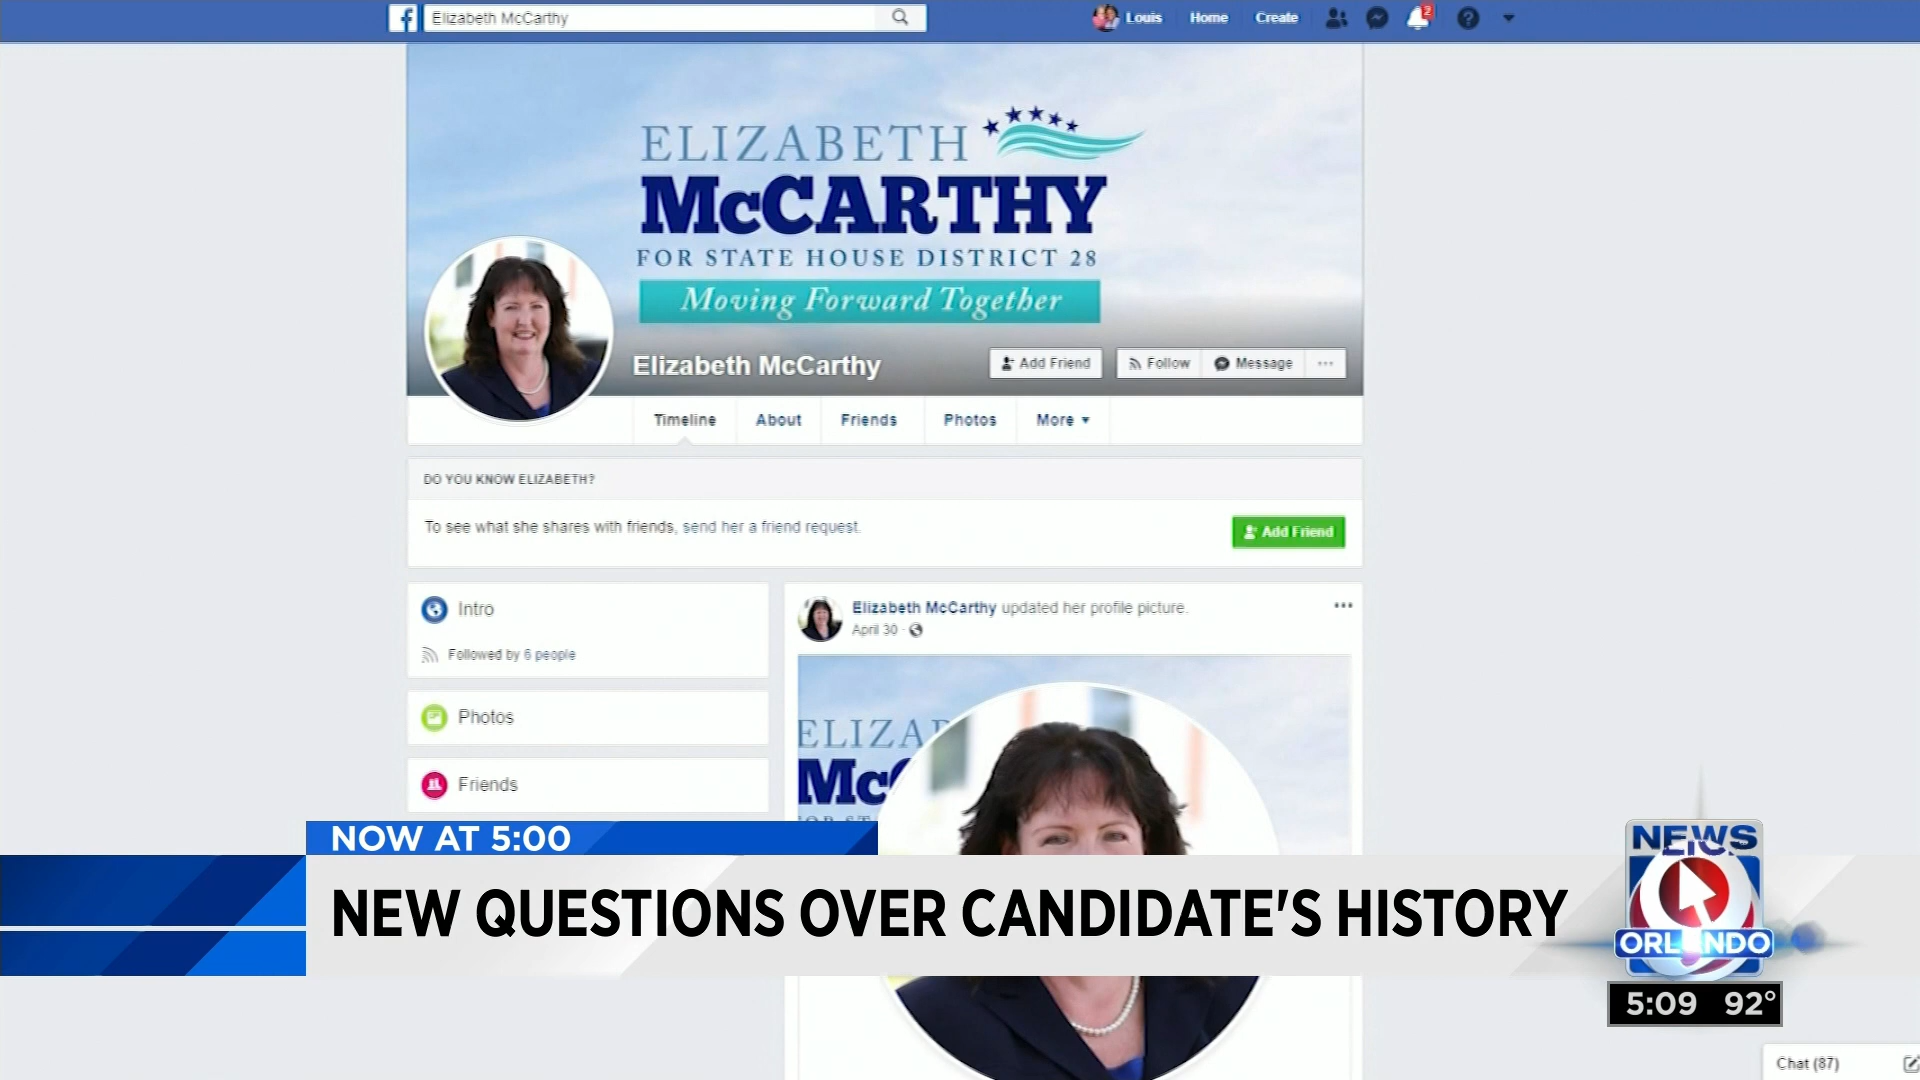 Elizabeth McCarthy
Louis Home Create 2
ELIZABETH
McCARTHY
FOR STATE HOUSE DISTRICT 28
Moving Forward Together
Elizabeth McCarthy
Add Friend Follow Message ...
Timeline About Friends Photos More
DO YOU KNOW ELIZABETH?
To see what she shares with friends, send her a friend request.
Add Friend
Intro
Followed by 6 people
Photos
Friends
Elizabeth McCarthy updated her profile picture.
April 30
ELIZA
McC
NOW AT 5:00
NEW QUESTIONS OVER CANDIDATE'S HISTORY
NEWS
ORLANDO
5:09 92°
Chat (87)